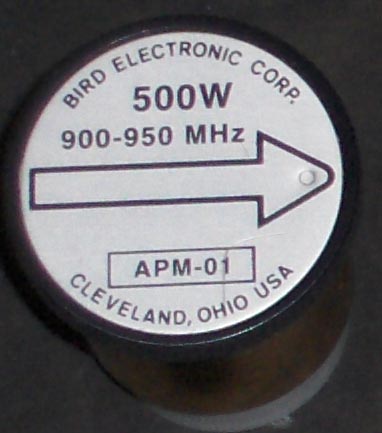 BIRD ELECTRONIC CORP.
500W
900-950 MHz
APM-01
CLEVELAND, OHIO USA